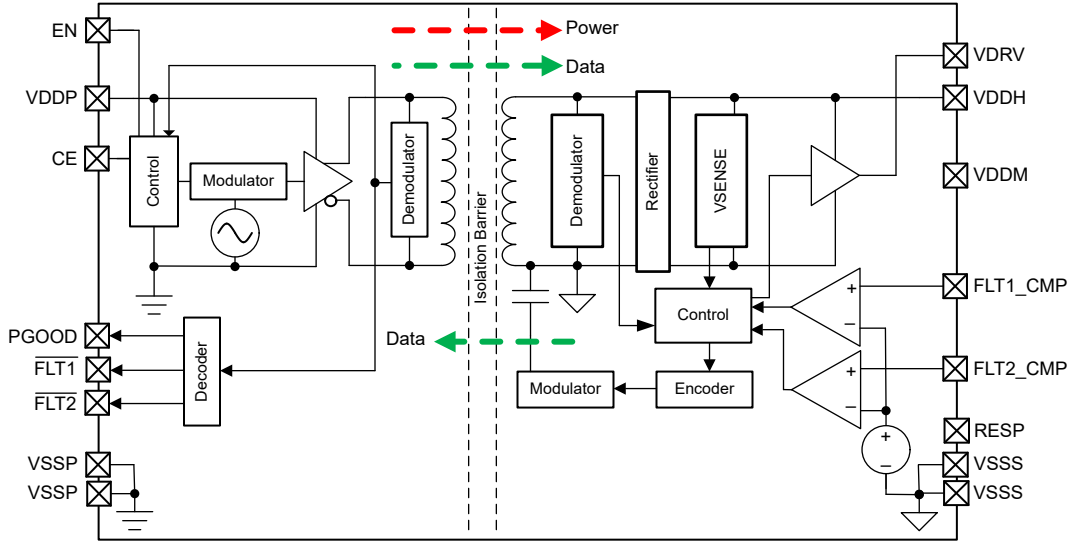 EN
VDDP
CE
PGOOD
FLT1
FLT2
VSSP
VSSP
Control
Modulator
Demodulator
Decoder
Power
Data
Isolation Barrier
Data
Demodulator
Rectifier
VSENSE
Control
Modulator
Encoder
+
−
+
−
+
−
VDRV
VDDH
VDDM
FLT1_CMP
FLT2_CMP
RESP
VSSS
VSSS